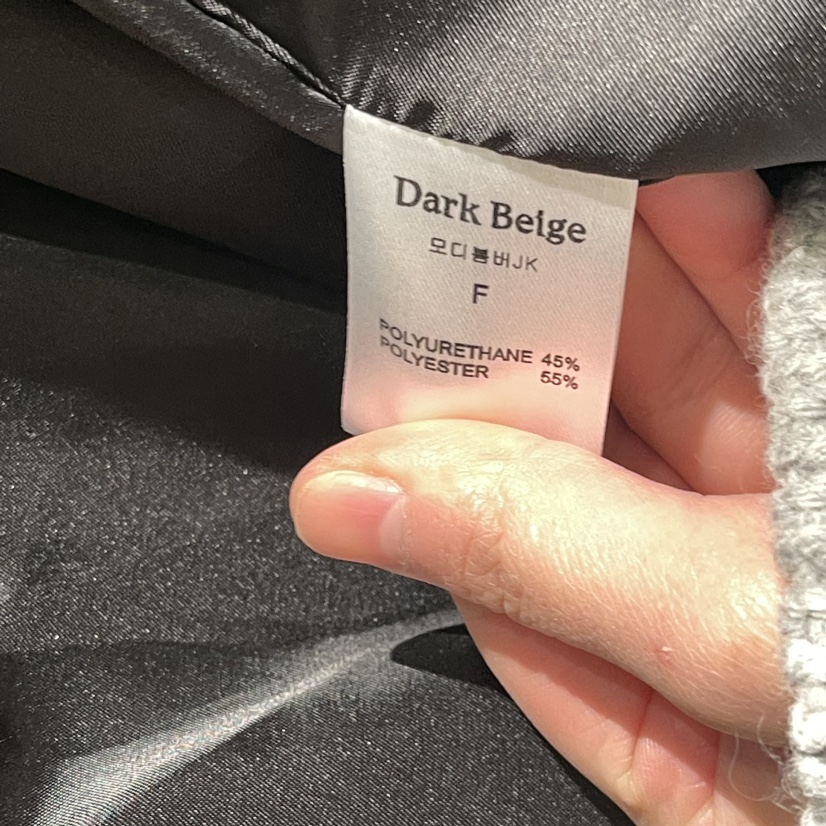 Dark Beige
모디봄버JK
F
POLYURETHANE 45%
POLYESTER 55%